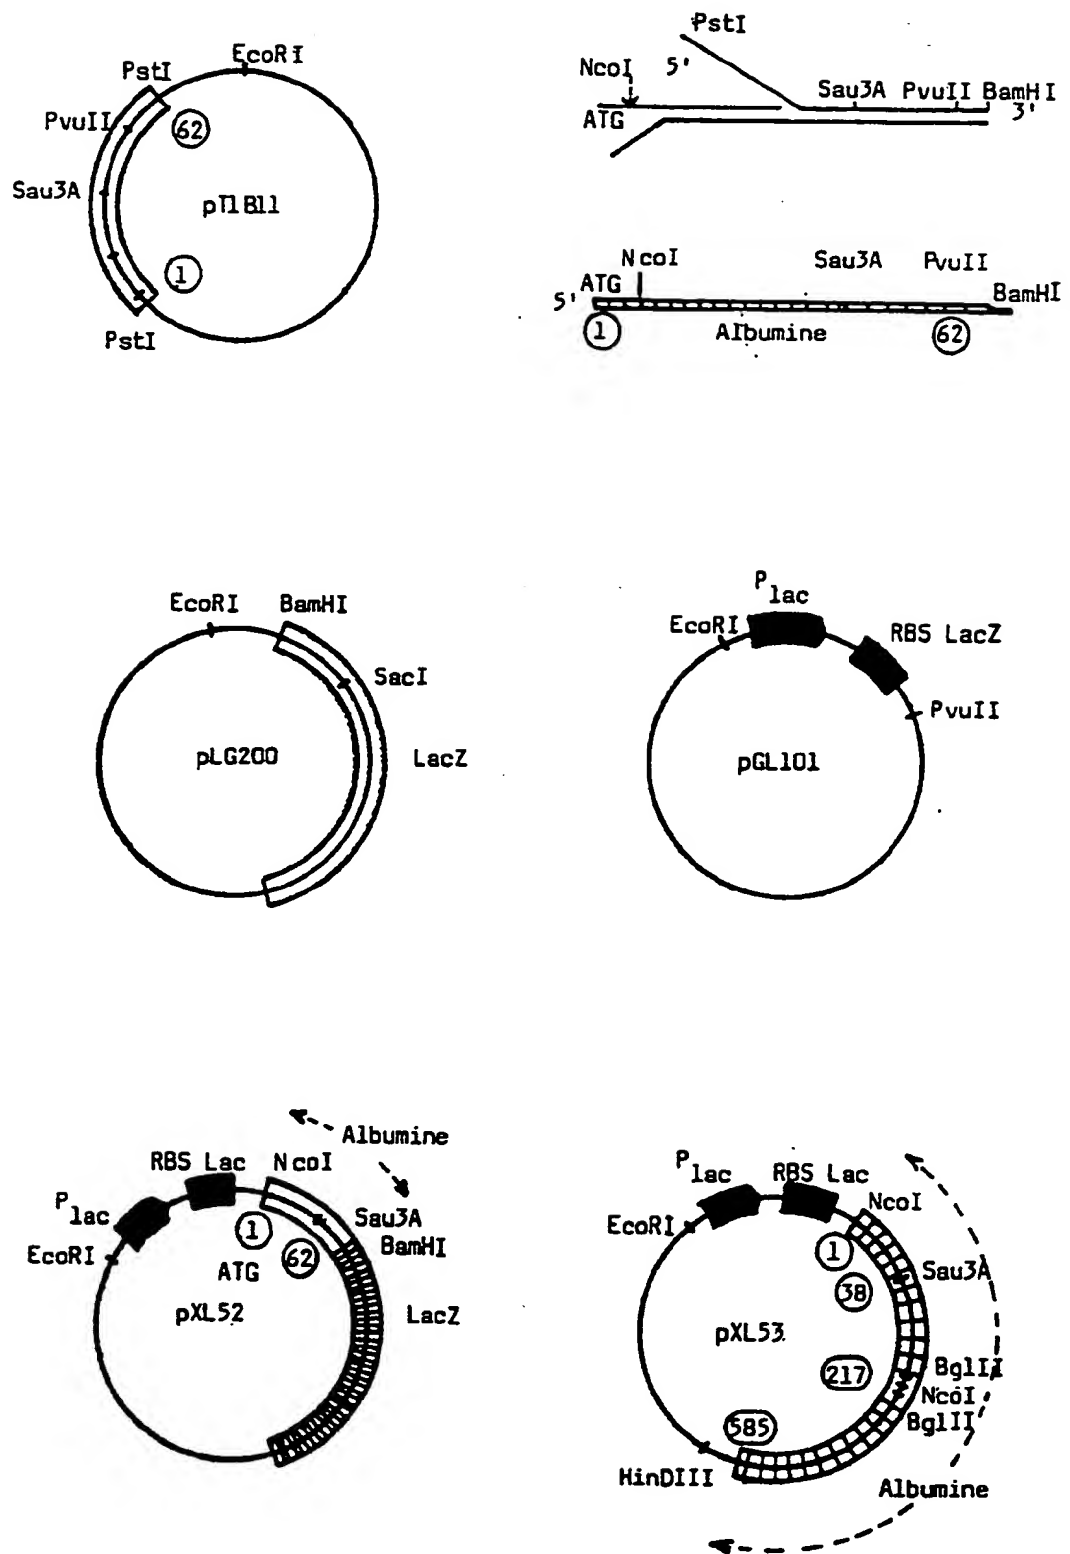 EcoRI
PstI
PvuII
62
Sau3A
pT1B11
1
PstI
PstI
NcoI 5'
Sau3A PvuII BamHI
3'
ATG
NcoI Sau3A PvuII
5' ATG BamHI
1 Albumine 62
EcoRI BamHI
SacI
pLG200 LacZ
P lac
EcoRI RBS LacZ
PvuII
pGL101
Albumine
RBS Lac NcoI
P lac
Sau3A
EcoRI 1 BamHI
62
ATG
pXL52 LacZ
P lac RBS Lac
NcoI
EcoRI
1
Sau3A
38
pXL53
BglII
217
NcoI
BglII
585
HinDIII
Albumine